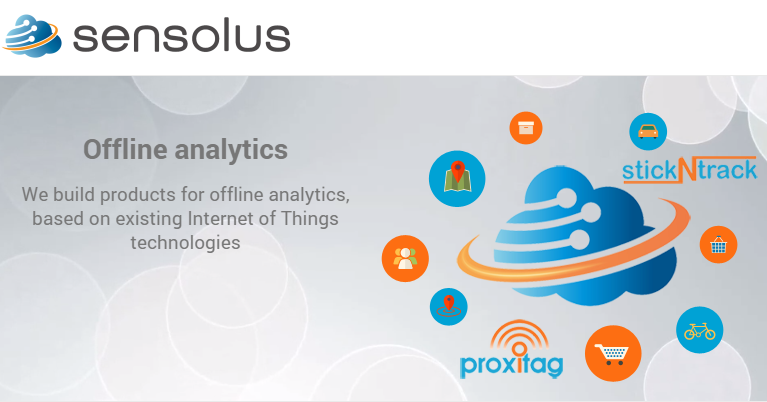 sensolus
Offline analytics
We build products for offline analytics,
based on existing Internet of Things
technologies
stickNtrack
proxitag